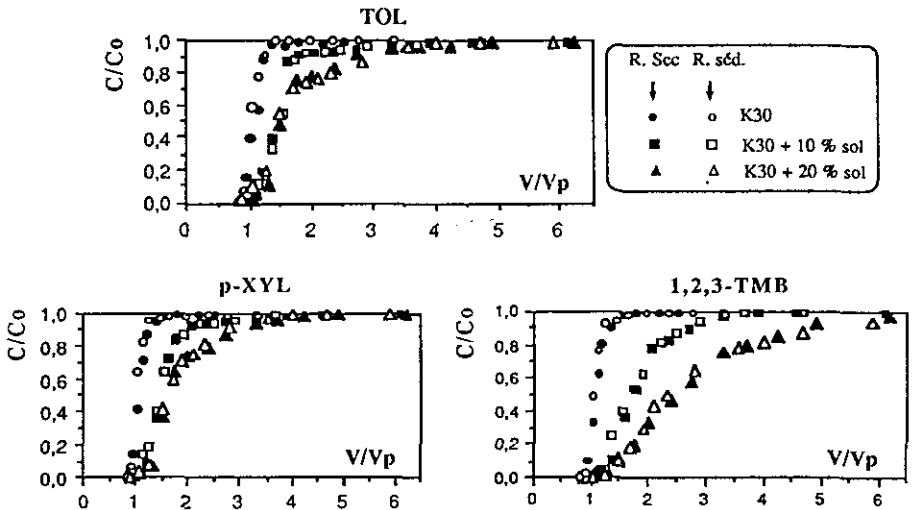 TOL
C/Co
1,0
0,8
0,6
0,4
0,2
0,0
V/Vp
0 1 2 3 4 5 6
R. Sec R. séd.
K30
K30 + 10 % sol
K30 + 20 % sol
p-XYL
C/Co
1,0
0,8
0,6
0,4
0,2
0,0
V/Vp
0 1 2 3 4 5 6
1,2,3-TMB
C/Co
1,0
0,8
0,6
0,4
0,2
0,0
V/Vp
0 1 2 3 4 5 6